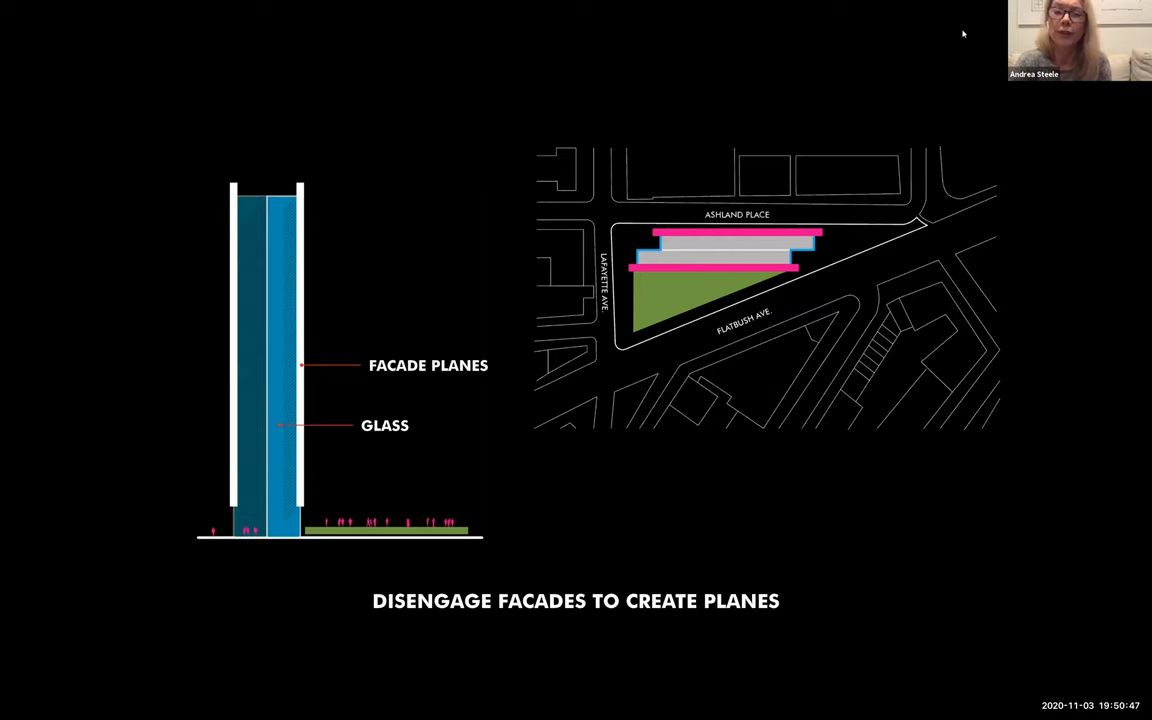 Andrea Steele
ASHLAND PLACE
LAFAYETTE AVE.
FLATBUSH AVE.
FACADE PLANES
GLASS
DISENGAGE FACADES TO CREATE PLANES
2020-11-03 19:50:47